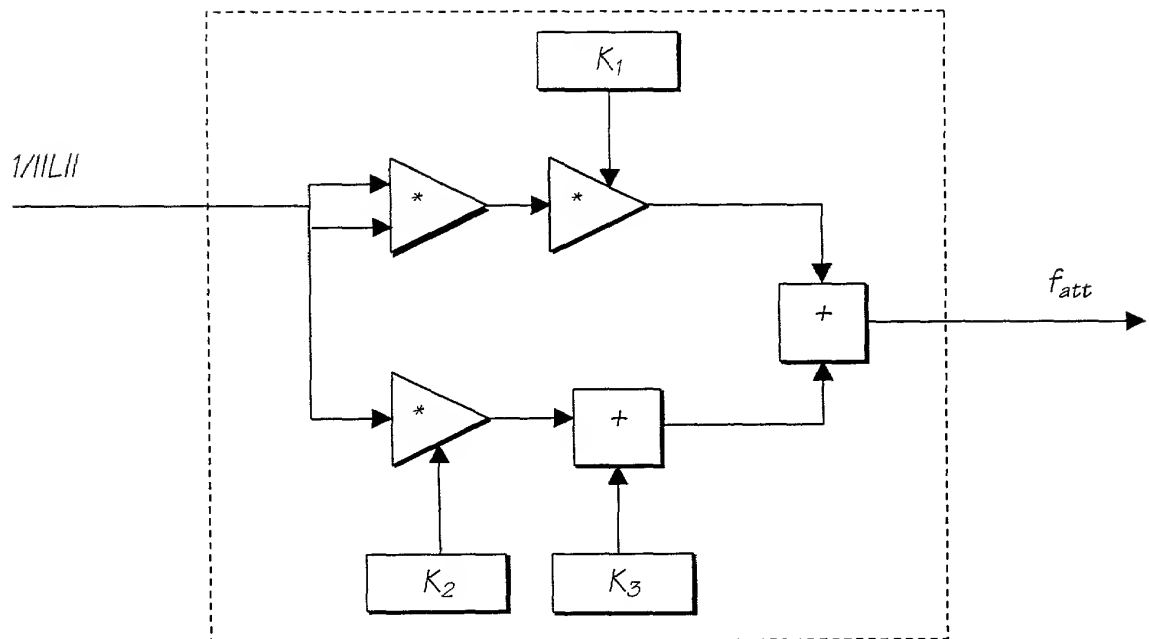 K₁
1/||L||
*
*
f_att
+
*
+
K₂
K₃